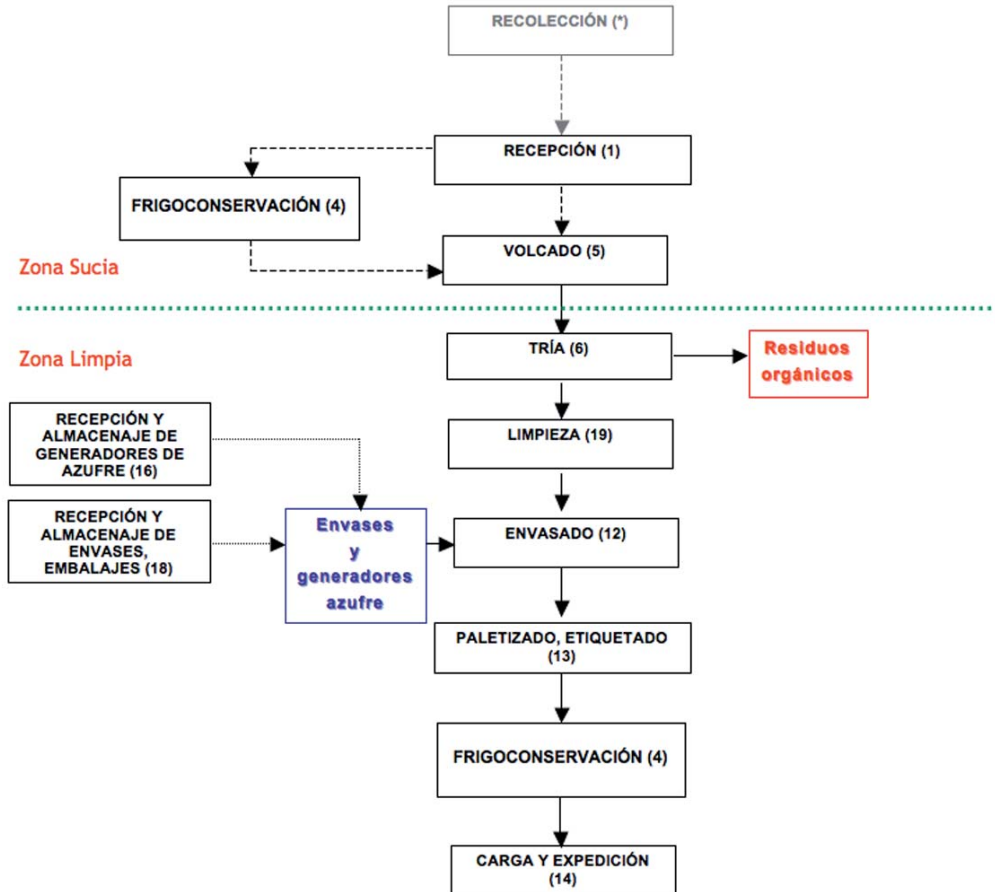 RECOLECCIÓN (*)
RECEPCIÓN (1)
FRIGOCONSERVACIÓN (4)
VOLCADO (5)
Zona Sucia
Zona Limpia
TRÍA (6)
Residuos
orgánicos
LIMPIEZA (19)
RECEPCIÓN Y
ALMACENAJE DE
GENERADORES DE
AZUFRE (16)
RECEPCIÓN Y
ALMACENAJE DE
ENVASES,
EMBALAJES (18)
Envases
y
generadores
azufre
ENVASADO (12)
PALETIZADO, ETIQUETADO
(13)
FRIGOCONSERVACIÓN (4)
CARGA Y EXPEDICIÓN
(14)